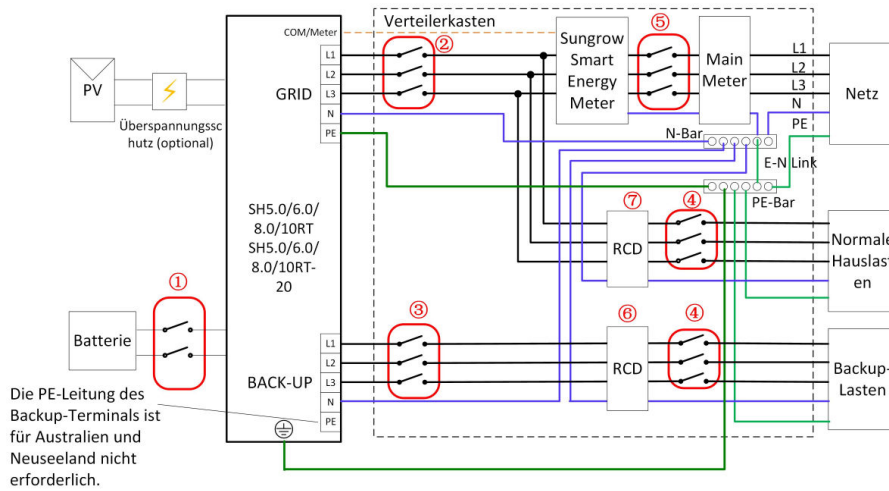 Verteilerkasten
COM/Meter
②
⑤
L1
L2
L3
N
PE
GRID
Sungrow
Smart
Energy
Meter
Main
Meter
L1
L2
L3
N
PE
Netz
PV
Überspannungssc
hutz (optional)
N-Bar
E-N Link
PE-Bar
SH5.0/6.0/
8.0/10RT
SH5.0/6.0/
8.0/10RT-
20
⑦
④
RCD
Normale
Hauslast
en
①
③
⑥
④
Batterie
L1
L2
L3
N
PE
BACK-UP
RCD
Backup-
Lasten
Die PE-Leitung des
Backup-Terminals ist
für Australien und
Neuseeland nicht
erforderlich.